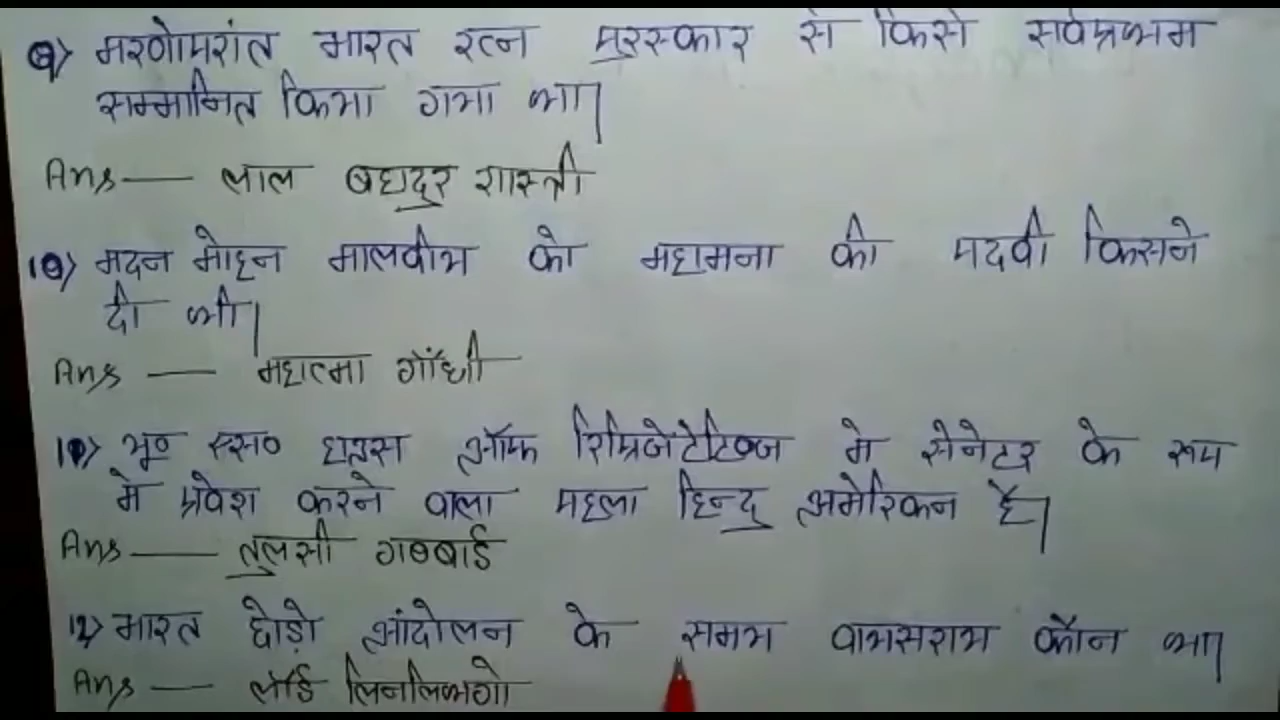 9> मरणोपरांत भारत रत्न पुरस्कार से किसे सर्वप्रथम
सम्मानित किया गया था।
Ans — लाल बहादुर शास्त्री
10> मदन मोहन मालवीय को महामना की पदवी किसने
दी थी।
Ans — महात्मा गाँधी
11> यू० एस० हाउस ऑफ रिप्रिजेंटेटिव्ज मे सेनेटर के रूप
में प्रवेश करने वाला पहला हिन्दु अमेरिकन है।
Ans — तुलसी गब्बार्ड
12> भारत छोड़ो आंदोलन के समय वायसराय कौन था।
Ans — लॉर्ड लिनलिथगो